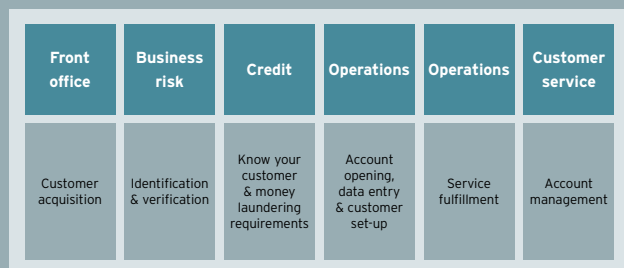 Front
office
Business
risk
Credit
Operations
Operations
Customer
service
Customer
acquisition
Identification
& verification
Know your
customer
& money
laundering
requirements
Account
opening,
data entry
& customer
set-up
Service
fulfillment
Account
management